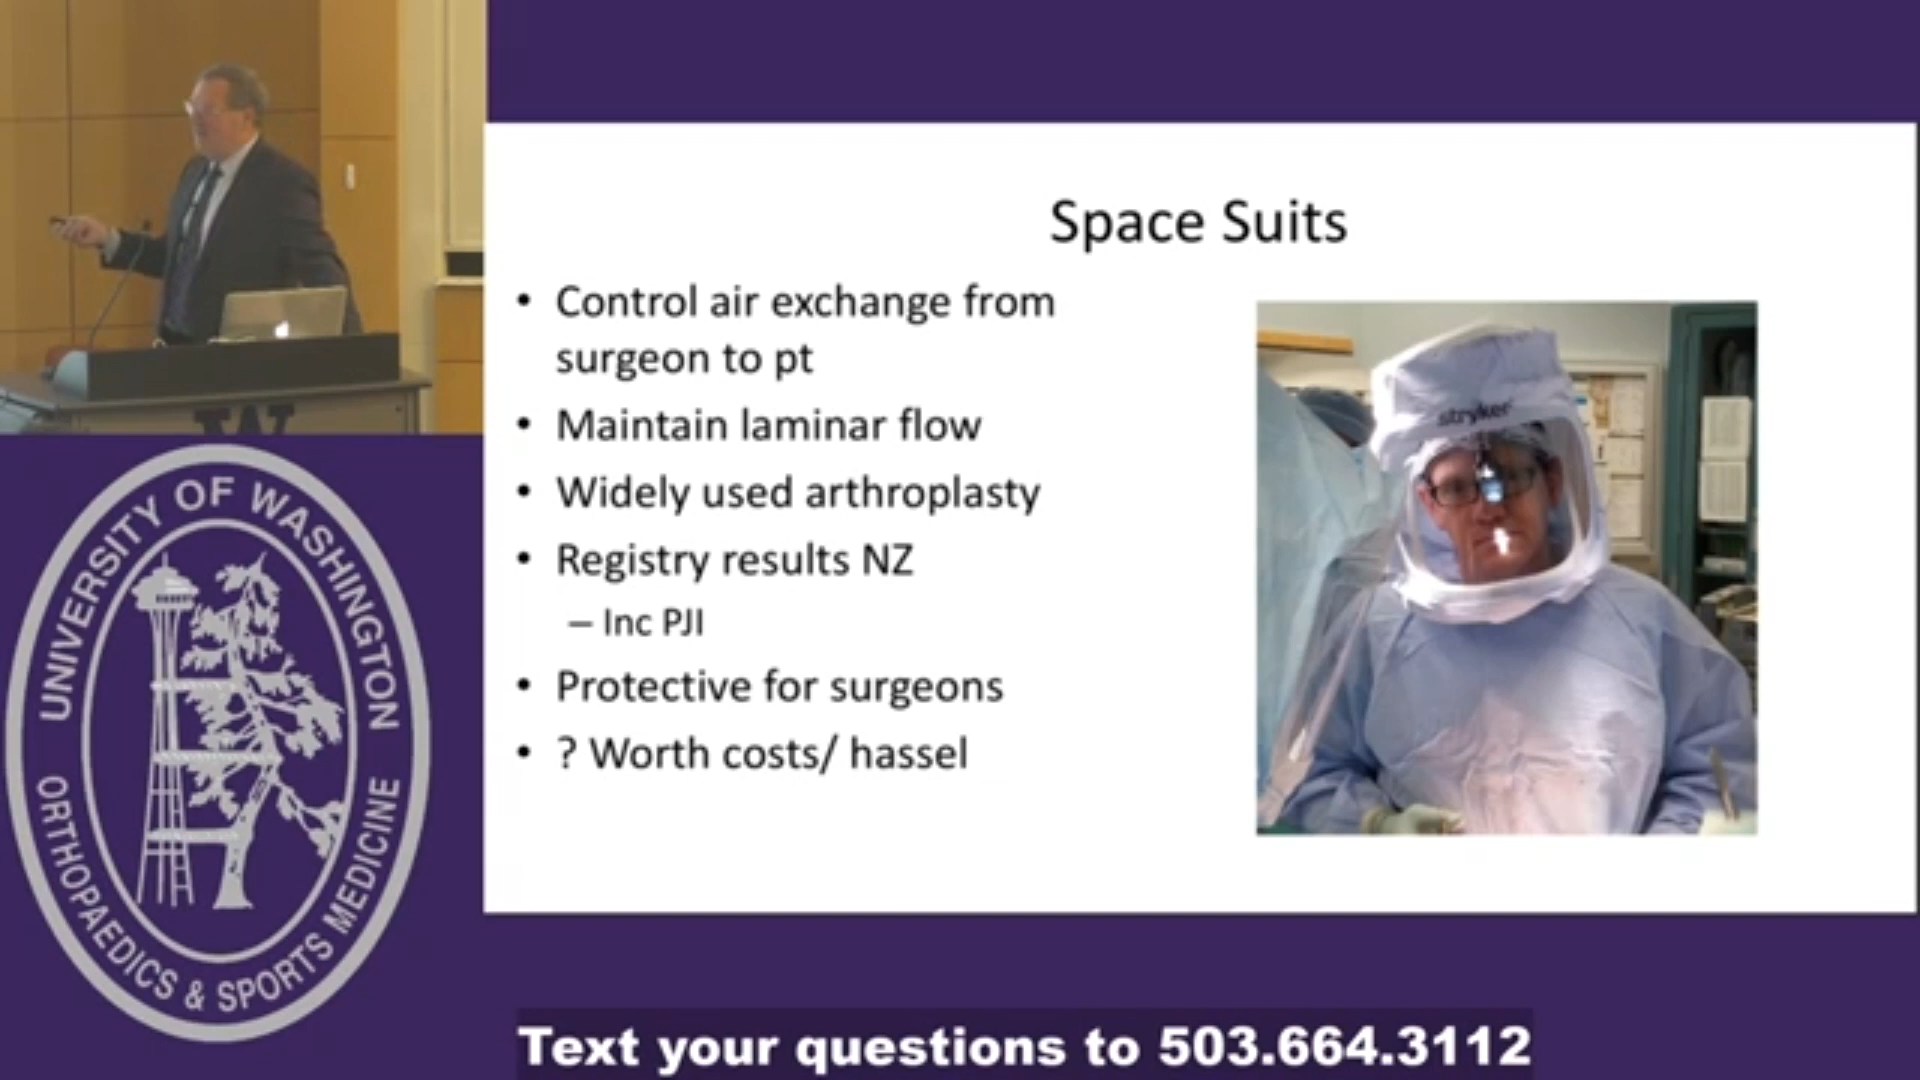 Space Suits
• Control air exchange from
surgeon to pt
• Maintain laminar flow
• Widely used arthroplasty
• Registry results NZ
– Inc PJI
• Protective for surgeons
• ? Worth costs/ hassel
stryker
W
UNIVERSITY OF WASHINGTON
ORTHOPAEDICS & SPORTS MEDICINE
Text your questions to 503.664.3112